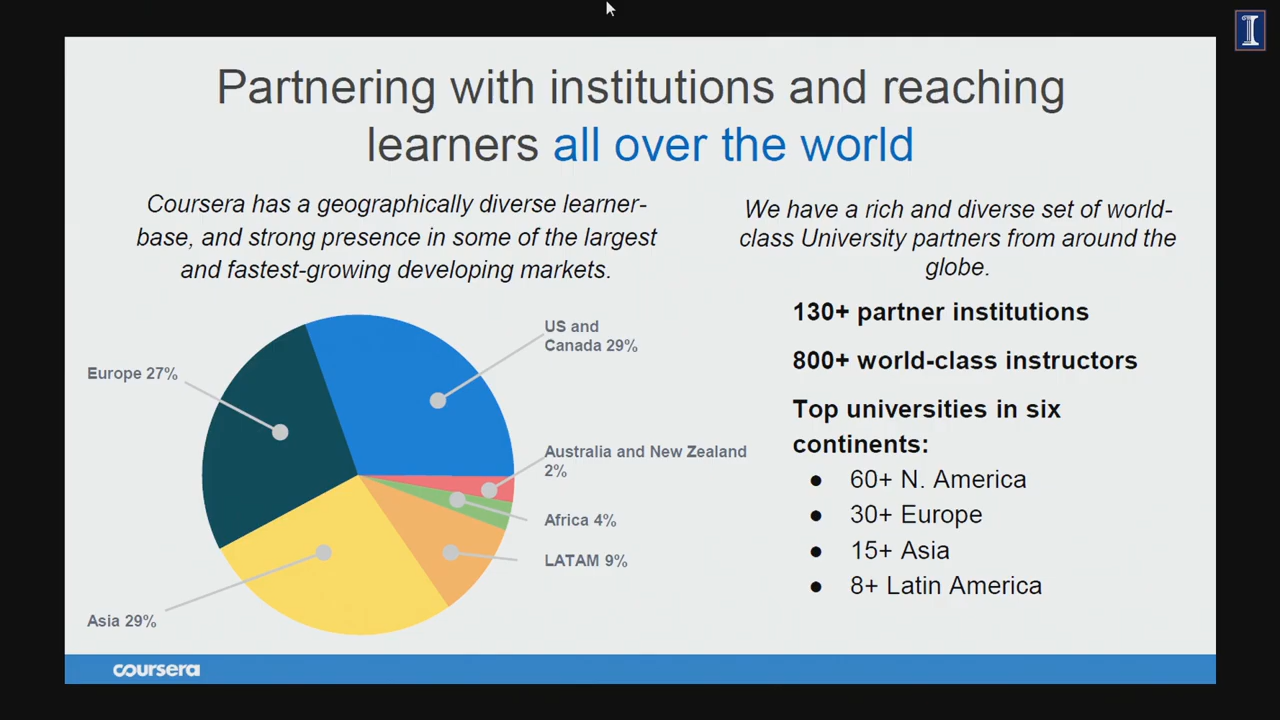 Partnering with institutions and reaching
learners all over the world
Coursera has a geographically diverse learner-
base, and strong presence in some of the largest
and fastest-growing developing markets.
US and
Canada 29%
Europe 27%
Australia and New Zealand
2%
Africa 4%
LATAM 9%
Asia 29%
We have a rich and diverse set of world-
class University partners from around the
globe.
130+ partner institutions
800+ world-class instructors
Top universities in six
continents:
● 60+ N. America
● 30+ Europe
● 15+ Asia
● 8+ Latin America
coursera
I